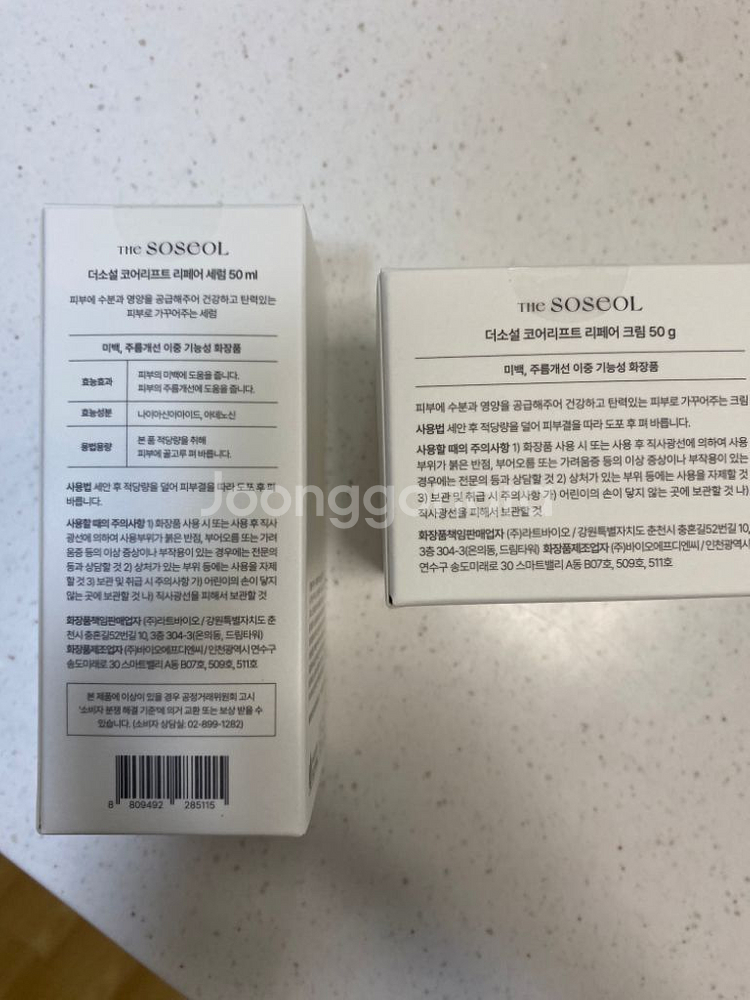 THE SOSEOL
더소설 코어리프트 리페어 세럼 50 ml
피부에 수분과 영양을 공급해주어 건강하고 탄력있는
피부로 가꾸어주는 세럼
미백, 주름개선 이중 기능성 화장품
효능효과
피부의 미백에 도움을 줍니다.
피부의 주름개선에 도움을 줍니다.
효능성분
나이아신아마이드, 아데노신
용법용량
본 품 적당량을 취해
피부에 골고루 펴 바릅니다.
사용법 세안 후 적당량을 덜어 피부결을 따라 도포 후 펴
바릅니다.
사용할 때의 주의사항 1) 화장품 사용 시 또는 사용 후 직사
광선에 의하여 사용부위가 붉은 반점, 부어오름 또는 가려
움증 등의 이상 증상이나 부작용이 있는 경우에는 전문의
등과 상담할 것 2) 상처가 있는 부위 등에는 사용을 자제
할 것 3) 보관 및 취급 시 주의사항 가) 어린이의 손이 닿지
않는 곳에 보관할 것 나) 직사광선을 피해서 보관할 것
화장품책임판매업자 (주)라트바이오 / 강원특별자치도 춘
천시 충혼길52번길 10, 3층 304-3(온의동, 드림타워)
화장품제조업자 (주)바이오에프디엔씨 / 인천광역시 연수구
송도미래로 30 스마트밸리 A동 B07호, 509호, 511호
본 제품에 이상이 있을 경우 공정거래위원회 고시
'소비자 분쟁 해결 기준'에 의거 교환 또는 보상 받을 수
있습니다. (소비자 상담실: 02-899-1282)
8 809492 285115
THE SOSEOL
더소설 코어리프트 리페어 크림 50 g
미백, 주름개선 이중 기능성 화장품
피부에 수분과 영양을 공급해주어 건강하고 탄력있는 피부로 가꾸어주는 크림
사용법 세안 후 적당량을 덜어 피부결을 따라 도포 후 펴 바릅니다.
사용할 때의 주의사항 1) 화장품 사용 시 또는 사용 후 직사광선에 의하여 사용
부위가 붉은 반점, 부어오름 또는 가려움증 등의 이상 증상이나 부작용이 있는
경우에는 전문의 등과 상담할 것 2) 상처가 있는 부위 등에는 사용을 자제할 것
3) 보관 및 취급 시 주의사항 가) 어린이의 손이 닿지 않는 곳에 보관할 것 나)
직사광선을 피해서 보관할 것
화장품책임판매업자 (주)라트바이오 / 강원특별자치도 춘천시 충혼길52번길 10,
3층 304-3(온의동, 드림타워) 화장품제조업자 (주)바이오에프디엔씨 / 인천광역시
연수구 송도미래로 30 스마트밸리 A동 B07호, 509호, 511호